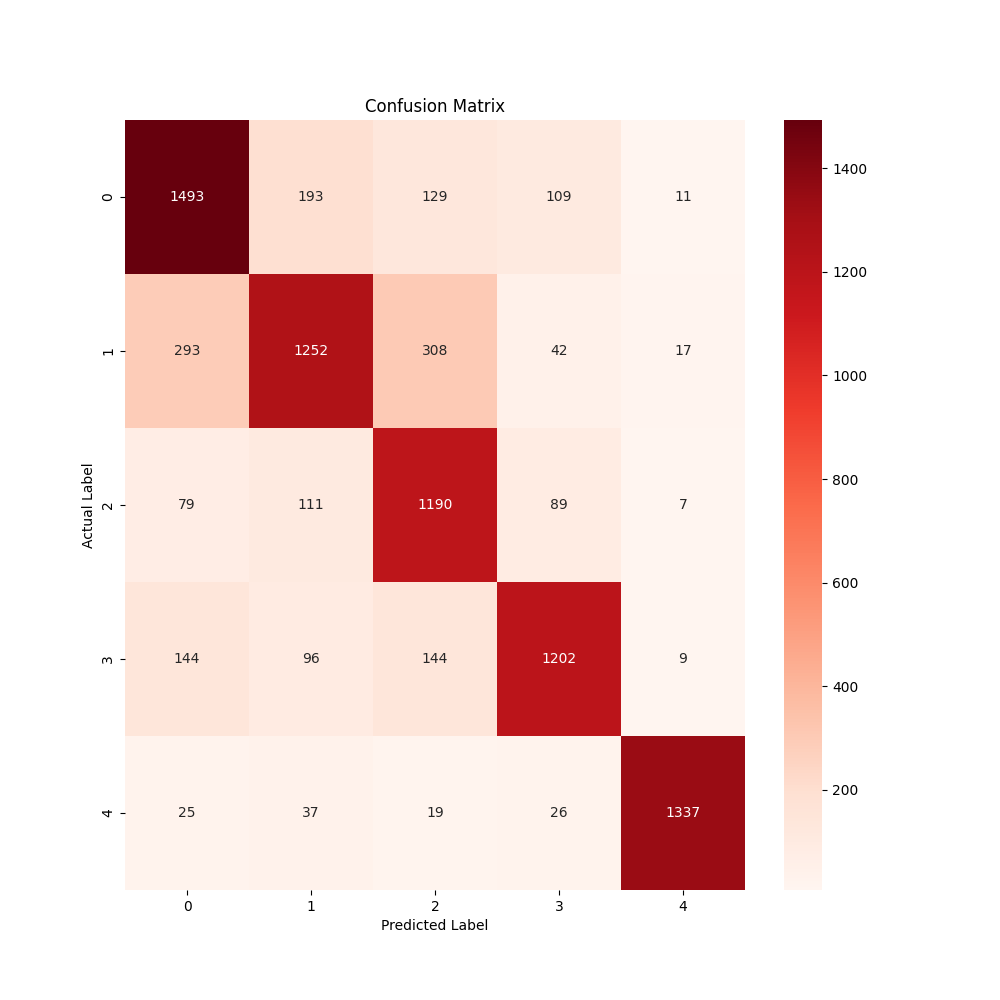 Confusion Matrix
0 1493 193 129 109 11
1 293 1252 308 42 17
2 79 111 1190 89 7
3 144 96 144 1202 9
4 25 37 19 26 1337
0 1 2 3 4
Predicted Label
Actual Label
1400
1200
1000
800
600
400
200